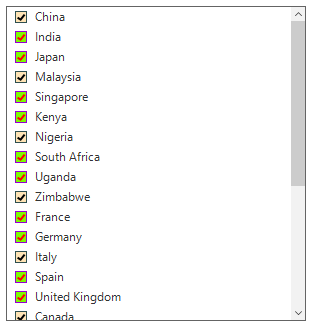 China
India
Japan
Malaysia
Singapore
Kenya
Nigeria
South Africa
Uganda
Zimbabwe
France
Germany
Italy
Spain
United Kingdom
Canada